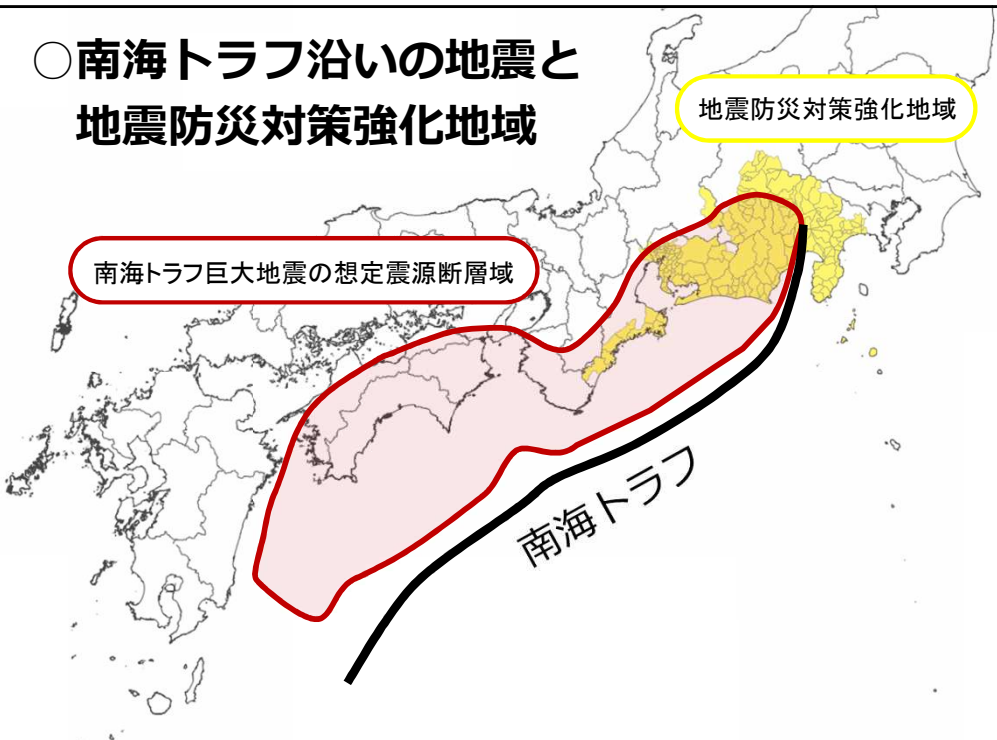 ○南海トラフ沿いの地震と
地震防災対策強化地域
地震防災対策強化地域
南海トラフ巨大地震の想定震源断層域
南海トラフ